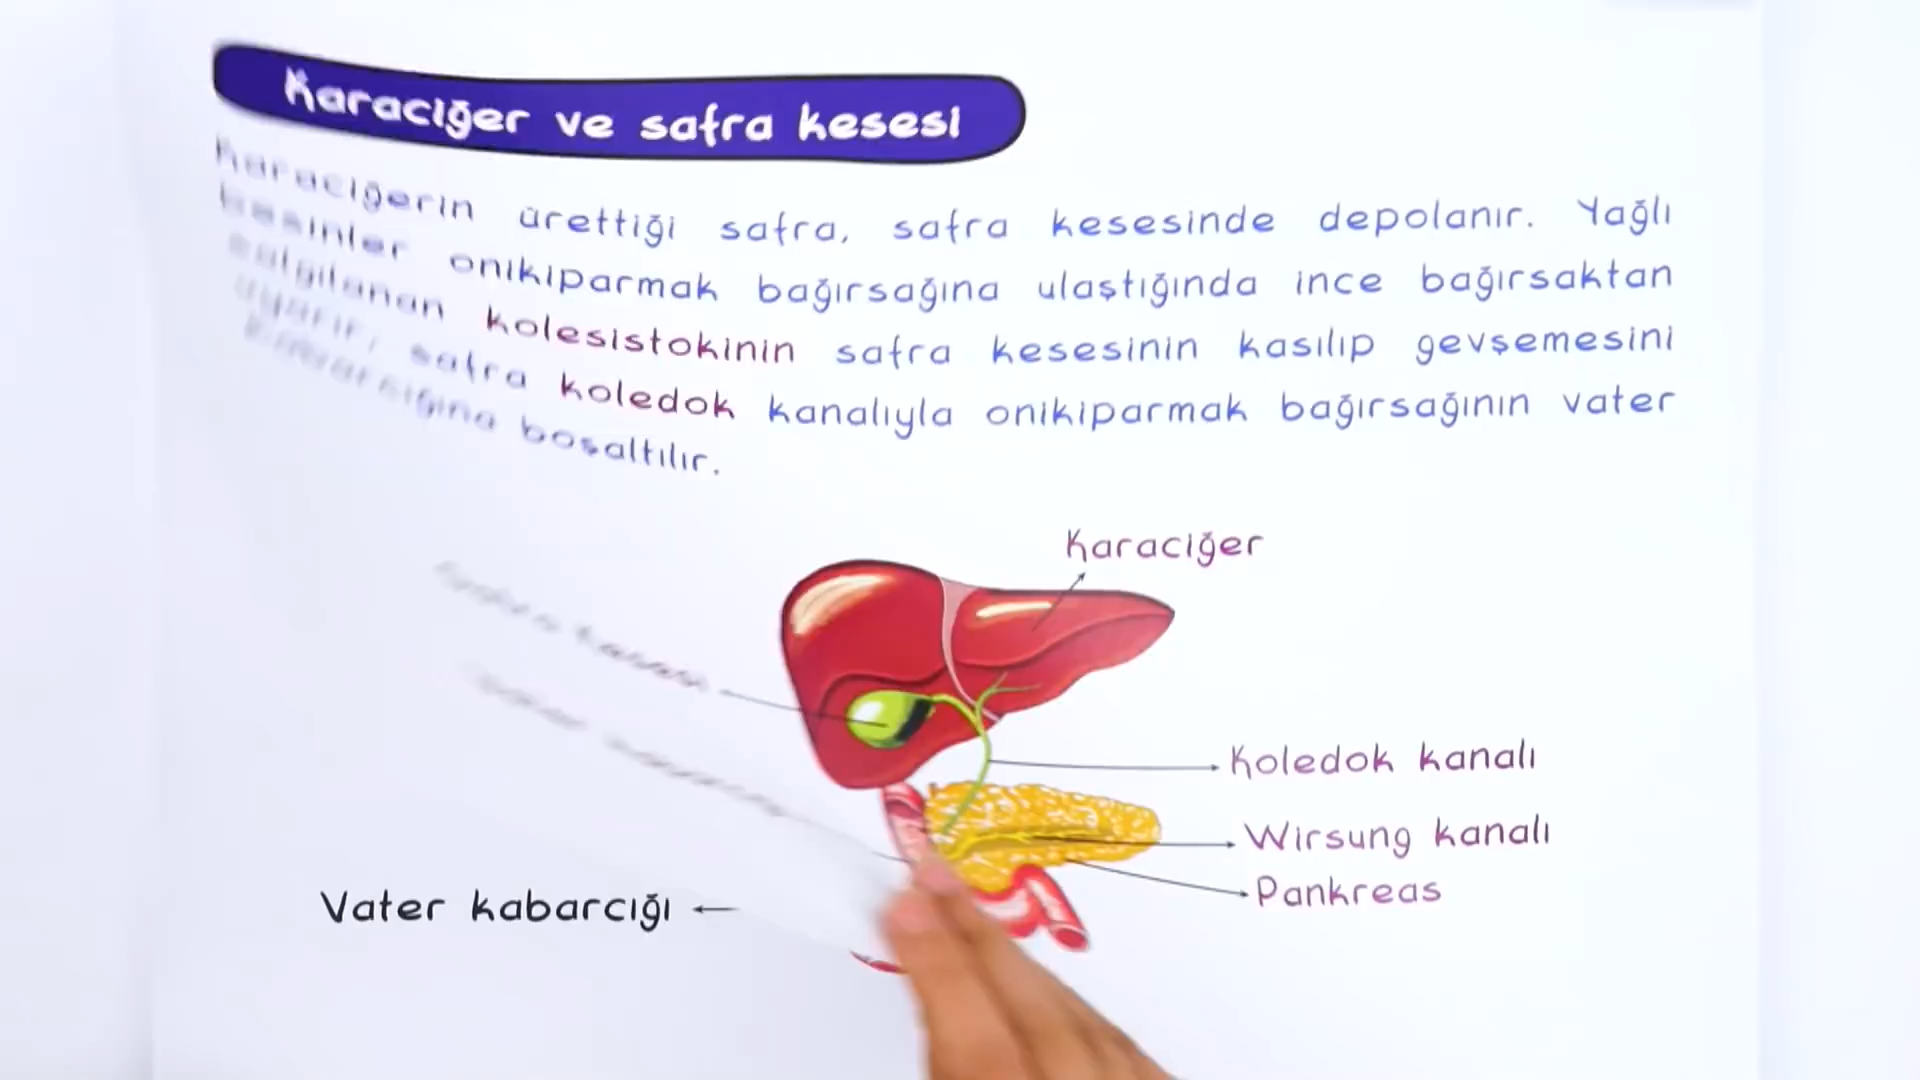 Karaciğer ve safra kesesi
Karaciğerin ürettiği safra, safra kesesinde depolanır. Yağlı
besinler onikiparmak bağırsağına ulaştığında ince bağırsaktan
salgılanan kolesistokinin safra kesesinin kasılıp gevşemesini
uyarır, safra koledok kanalıyla onikiparmak bağırsağının vater
kabarcığına boşaltılır.
Karaciğer
Koledok kanalı
Wirsung kanalı
Pankreas
Vater kabarcığı